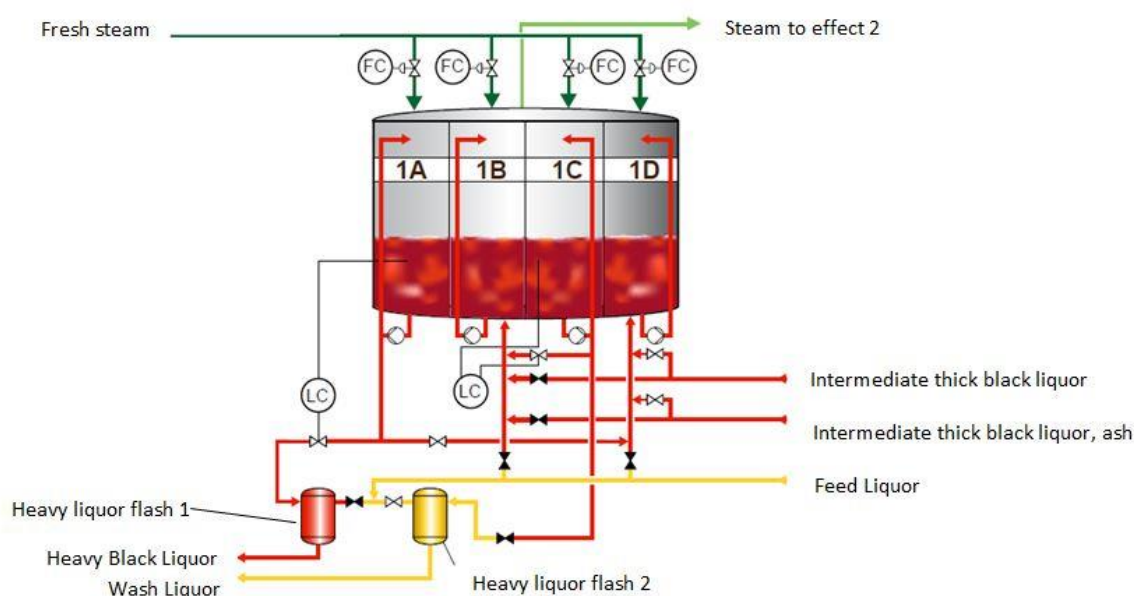 Fresh steam
Steam to effect 2
FC
FC
FC
FC
1A
1B
1C
1D
LC
LC
Intermediate thick black liquor
Intermediate thick black liquor, ash
Feed Liquor
Heavy liquor flash 1
Heavy Black Liquor
Heavy liquor flash 2
Wash Liquor